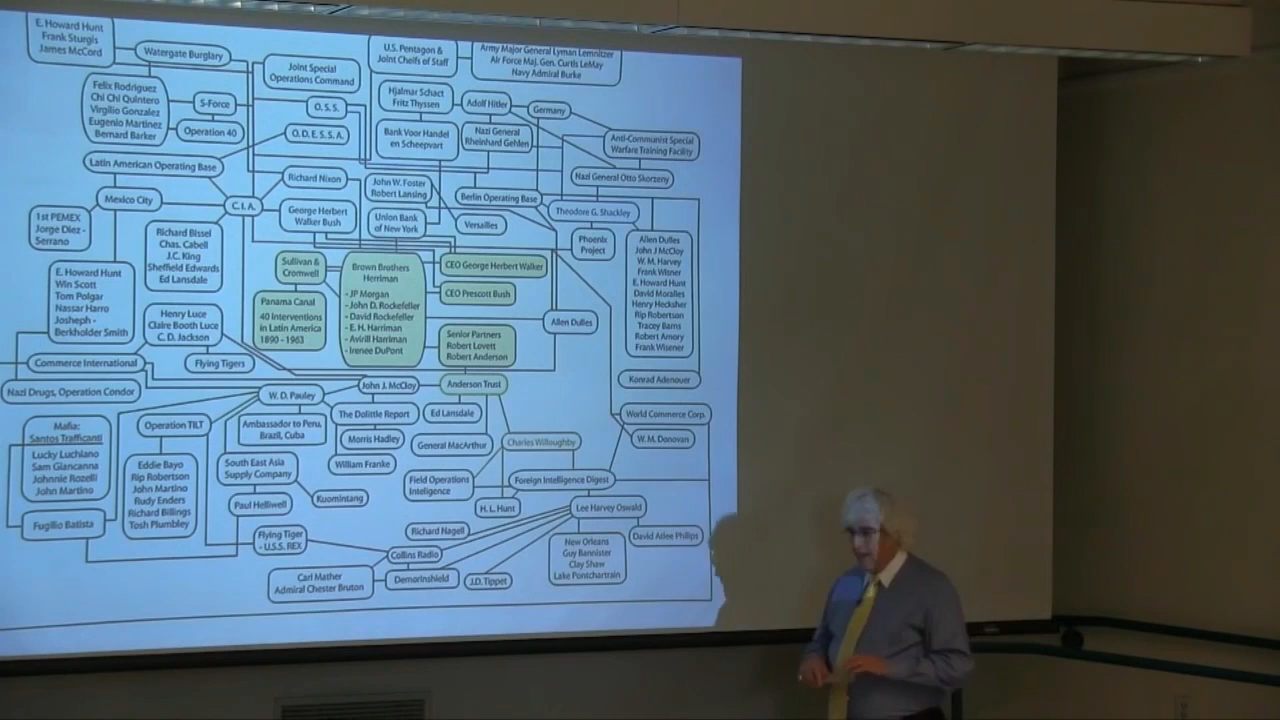 E. Howard Hunt
Frank Sturgis
James McCord
Watergate Burglary
Joint Special
Operations Command
U.S. Pentagon &
Joint Cheifs of Staff
Army Major General Lyman Lemnitzer
Air Force Maj. Gen. Curtis LeMay
Navy Admiral Burke
Felix Rodriguez
Chi Chi Quintero
Virgilio Gonzalez
Eugenio Martinez
Bernard Barker
S-Force
Operation 40
O. S. S.
O. D. E. S. S. A.
Hjalmar Schact
Fritz Thyssen
Adolf Hitler
Germany
Bank Voor Handel
en Scheepvart
Nazi General
Rheinhard Gehlen
Anti-Communist Special
Warfare Training Facility
Latin American Operating Base
Richard Nixon
John W. Foster
Robert Lansing
Berlin Operating Base
Nazi General Otto Skorzeny
Mexico City
C. I. A.
George Herbert
Walker Bush
Union Bank
of New York
Versailles
Theodore G. Shackley
1st PEMEX
Jorge Diez -
Serrano
Richard Bissel
Chas. Cabell
J.C. King
Sheffield Edwards
Ed Lansdale
Phoenix
Project
Allen Dulles
John J McCloy
W. M. Harvey
Frank Wisner
E. Howard Hunt
David Moralles
Henry Hecksher
Rip Robertson
Tracey Barns
Robert Amory
Frank Wisener
Sullivan &
Cromwell
Brown Brothers
Herriman
- JP Morgan
- John D. Rockefeller
- David Rockefeller
- E. H. Harriman
- Avirill Harriman
- Irenee DuPont
CEO George Herbert Walker
CEO Prescott Bush
E. Howard Hunt
Win Scott
Tom Polgar
Nassar Harro
Josheph -
Berkholder Smith
Panama Canal
40 Interventions
in Latin America
1890 - 1963
Henry Luce
Claire Booth Luce
C. D. Jackson
Senior Partners
Robert Lovett
Robert Anderson
Allen Dulles
Commerce International
Flying Tigers
Nazi Drugs, Operation Condor
W. D. Pauley
John J. McCloy
Anderson Trust
Konrad Adenouer
Mafia:
Santos Trafficanti
Lucky Luchiano
Sam Giancanna
Johnnie Rozelli
John Martino
Operation TILT
Ambassador to Peru,
Brazil, Cuba
The Dolittle Report
Ed Lansdale
World Commerce Corp.
Morris Hadley
General MacArthur
Charles Willoughby
W. M. Donovan
William Franke
Eddie Bayo
Rip Robertson
John Martino
Rudy Enders
Richard Billings
Tosh Plumbley
South East Asia
Supply Company
Kuomintang
Field Operations
Inteligence
Foreign Intelligence Digest
Paul Helliwell
H. L. Hunt
Lee Harvey Oswald
Fugilio Batista
Flying Tiger
- U.S.S. REX
Richard Nagell
David Atlee Philips
Collins Radio
New Orleans
Guy Bannister
Clay Shaw
Lake Pontchartrain
Carl Mather
Admiral Chester Bruton
Demorinshield
J.D. Tippet